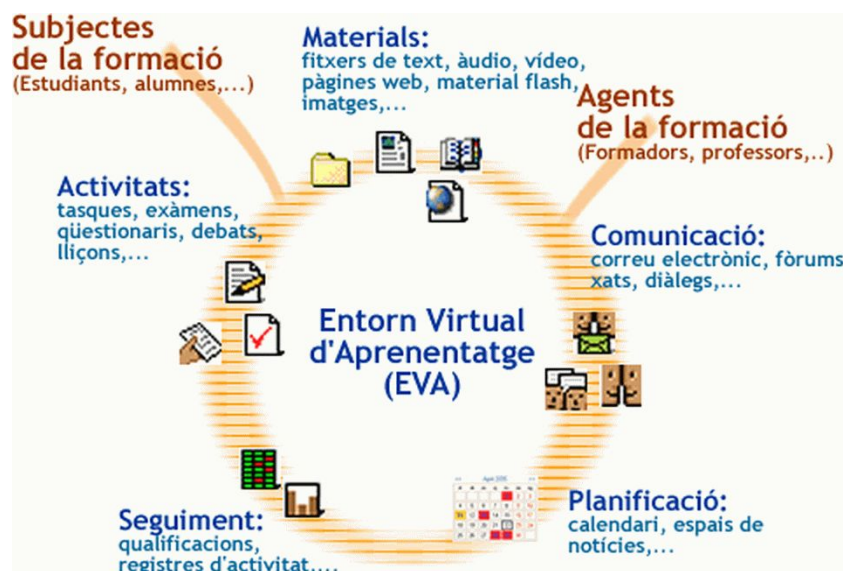 Subjectes
de la formació
(Estudiants, alumnes,...)
Materials:
fitxers de text, àudio, vídeo,
pàgines web, material flash,
imatges,...
Agents
de la formació
(Formadors, professors,..)
Activitats:
tasques, exàmens,
qüestionaris, debats,
lliçons,...
Comunicació:
correu electrònic, fòrums
xats, diàlegs,...
Entorn Virtual
d'Aprenentatge
(EVA)
Planificació:
calendari, espais de
notícies,...
Seguiment:
qualificacions,
registres d'activitat,...